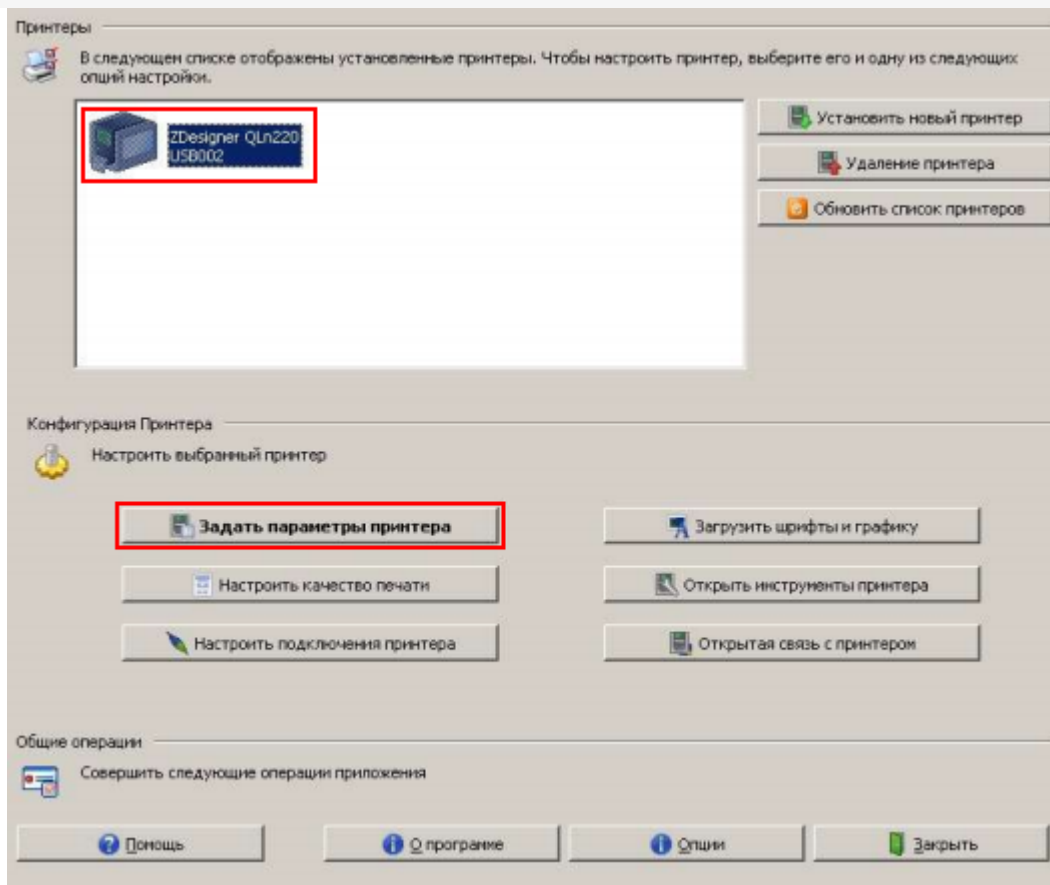 Принтеры
В следующем списке отображены установленные принтеры. Чтобы настроить принтер, выберите его и одну из следующих
опций настройки.
ZDesigner QLn220
USB002
Установить новый принтер
Удаление принтера
Обновить список принтеров
Конфигурация Принтера
Настроить выбранный принтер
Задать параметры принтера
Загрузить шрифты и графику
Настроить качество печати
Открыть инструменты принтера
Настроить подключения принтера
Открытая связь с принтером
Общие операции
Совершить следующие операции приложения
Помощь
О программе
Опции
Закрыть